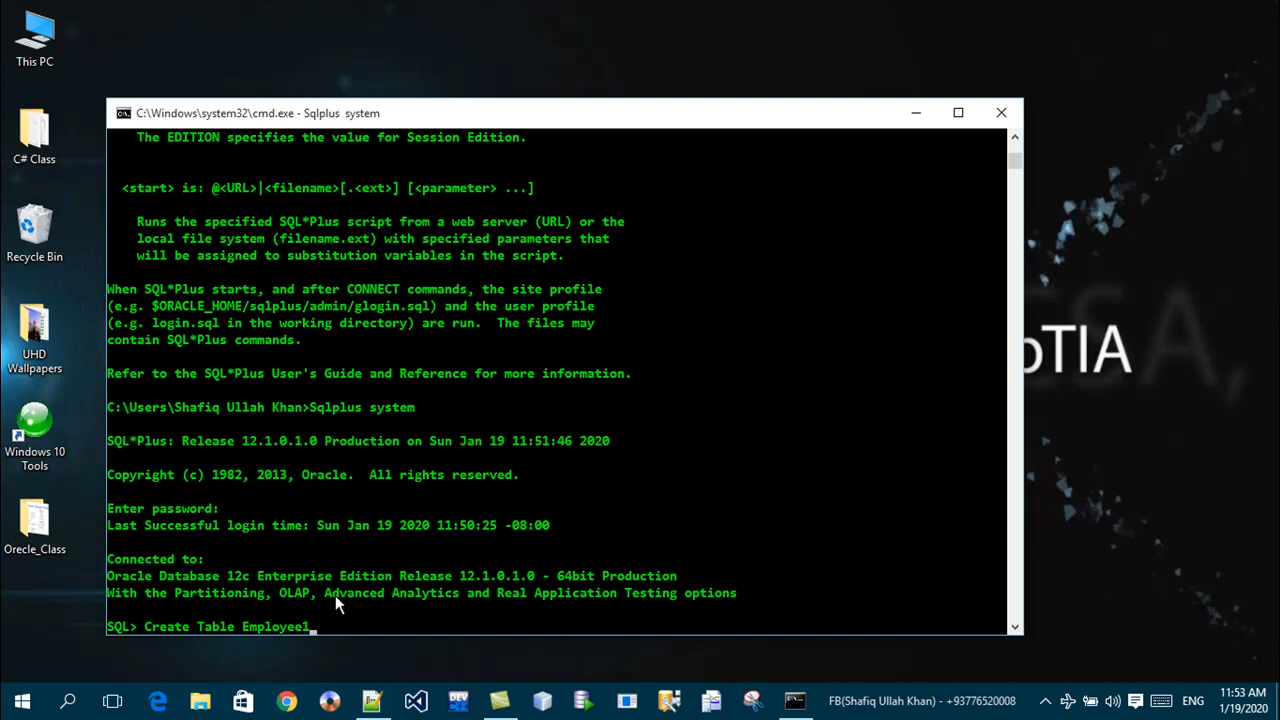 This PC
C# Class
Recycle Bin
UHD
Wallpapers
Windows 10
Tools
Orecle_Class
C:\Windows\system32\cmd.exe - Sqlplus system
The EDITION specifies the value for Session Edition.
<start> is: @<URL>|<filename>[.<ext>] [<parameter> ...]
Runs the specified SQL*Plus script from a web server (URL) or the
local file system (filename.ext) with specified parameters that
will be assigned to substitution variables in the script.
When SQL*Plus starts, and after CONNECT commands, the site profile
(e.g. $ORACLE_HOME/sqlplus/admin/glogin.sql) and the user profile
(e.g. login.sql in the working directory) are run.  The files may
contain SQL*Plus commands.
Refer to the SQL*Plus User's Guide and Reference for more information.
C:\Users\Shafiq Ullah Khan>Sqlplus system
SQL*Plus: Release 12.1.0.1.0 Production on Sun Jan 19 11:51:46 2020
Copyright (c) 1982, 2013, Oracle.  All rights reserved.
Enter password:
Last Successful login time: Sun Jan 19 2020 11:50:25 -08:00
Connected to:
Oracle Database 12c Enterprise Edition Release 12.1.0.1.0 - 64bit Production
With the Partitioning, OLAP, Advanced Analytics and Real Application Testing options
SQL> Create Table Employee1_
pTIA
SA,
DEV
FB(Shafiq Ullah Khan) - +93776520008
ENG
11:53 AM
1/19/2020